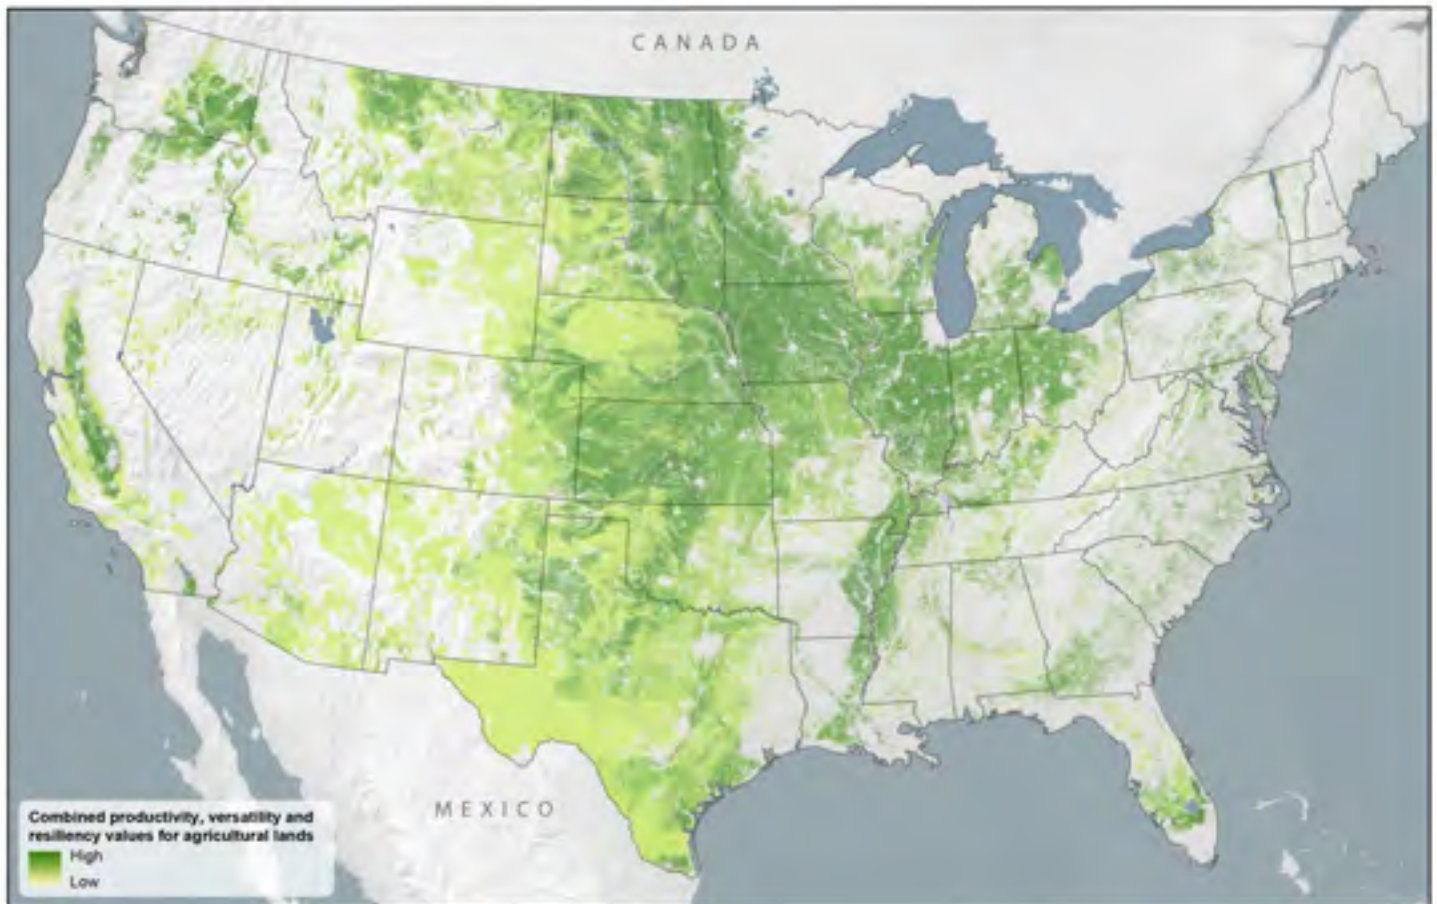 CANADA
MEXICO
Combined productivity, versatility and
resiliency values for agricultural lands
High
Low